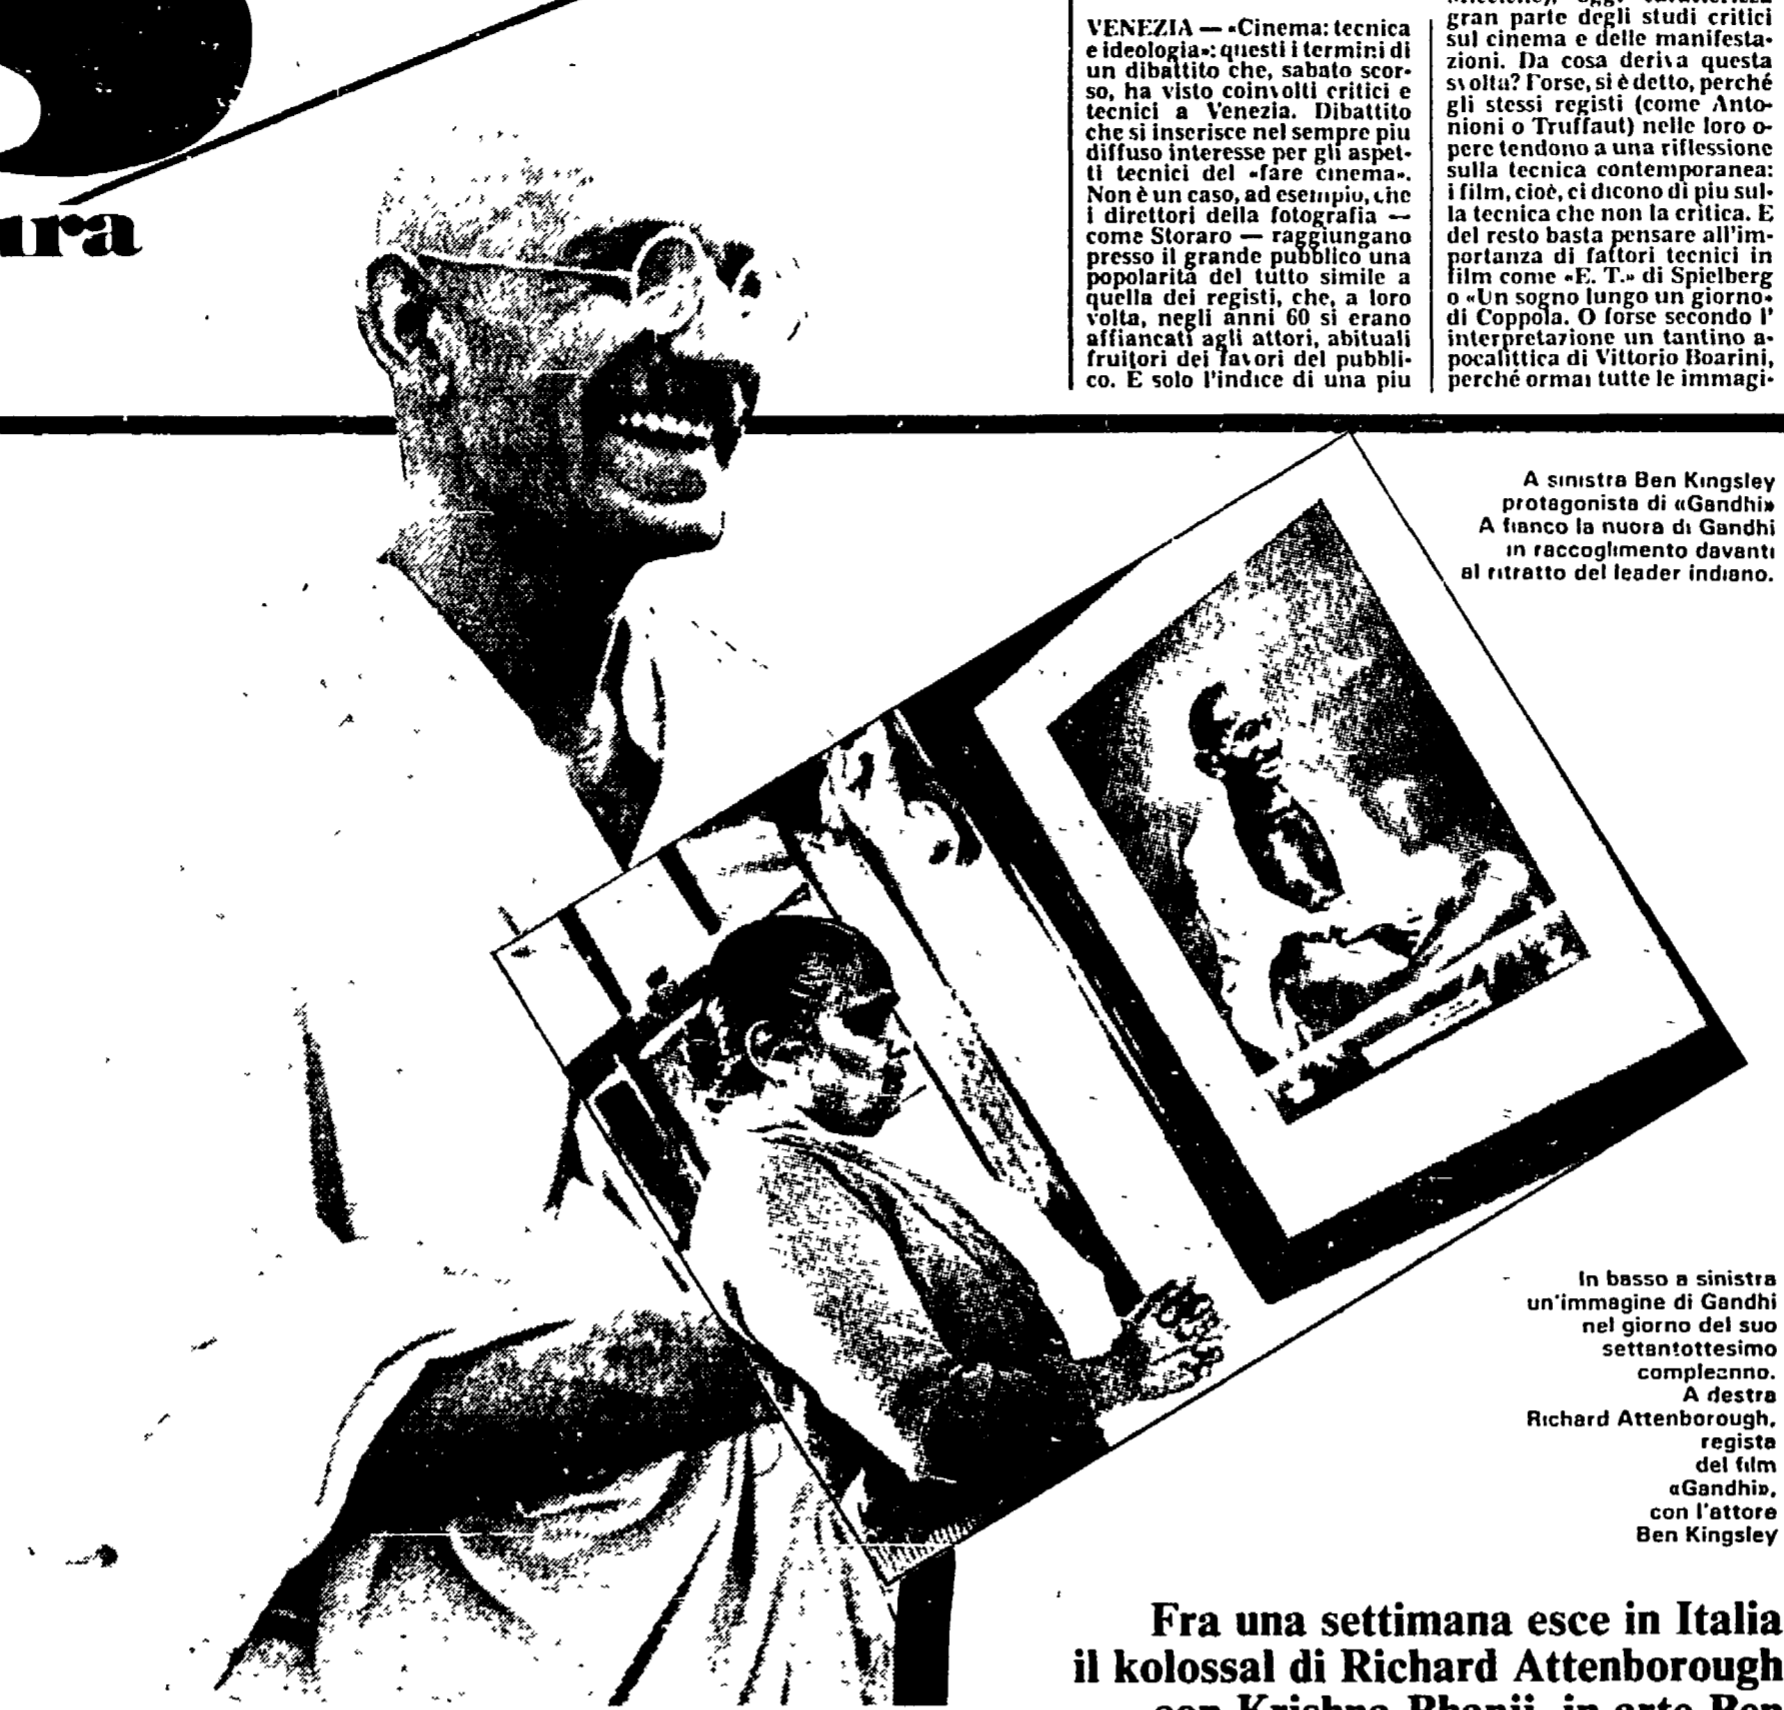 ura
VENEZIA — «Cinema: tecnica
e ideologia»: questi i termini di
un dibattito che, sabato scor-
so, ha visto coinvolti critici e
tecnici a Venezia. Dibattito
che si inserisce nel sempre piu
diffuso interesse per gli aspet-
ti tecnici del «fare cinema».
Non è un caso, ad esempio, che
i direttori della fotografia —
come Storaro — raggiungano
presso il grande pubblico una
popolarità del tutto simile a
quella dei registi, che, a loro
volta, negli anni 60 si erano
affiancati agli attori, abituali
fruitori dei favori del pubbli-
co. E solo l'indice di una piu
gran parte degli studi critici
sul cinema e delle manifesta-
zioni. Da cosa deriva questa
svolta? Forse, si è detto, perché
gli stessi registi (come Anto-
nioni o Truffaut) nelle loro o-
pere tendono a una riflessione
sulla tecnica contemporanea:
i film, cioè, ci dicono di piu sul-
la tecnica che non la critica. E
del resto basta pensare all'im-
portanza di fattori tecnici in
film come «E. T.» di Spielberg
o «Un sogno lungo un giorno»
di Coppola. O forse secondo l'
interpretazione un tantino a-
pocalittica di Vittorio Boarini,
perché ormai tutte le immagi-
A sinistra Ben Kingsley
protagonista di «Gandhi»
A fianco la nuora di Gandhi
in raccoglimento davanti
al ritratto del leader indiano.
In basso a sinistra
un'immagine di Gandhi
nel giorno del suo
settantottesimo
compleanno.
A destra
Richard Attenborough,
regista
del film
«Gandhi»,
con l'attore
Ben Kingsley
Fra una settimana esce in Italia
il kolossal di Richard Attenborough
con Krishna Bhanji, in arte Ben